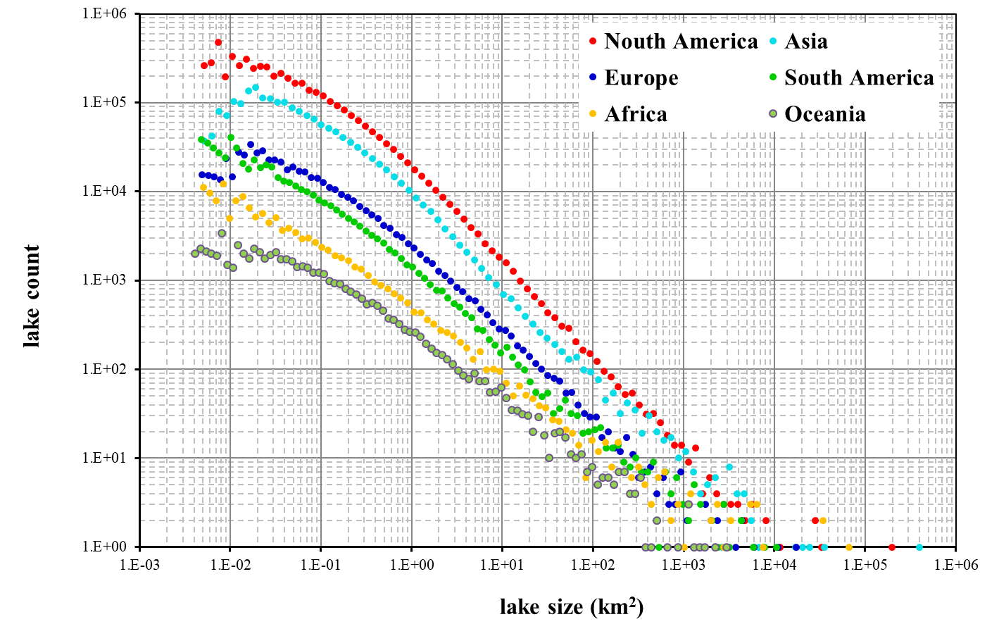 1.E+06
1.E+05
1.E+04
1.E+03
1.E+02
1.E+01
1.E+00
lake count
Nouth America
Asia
Europe
South America
Africa
Oceania
1.E-03 1.E-02 1.E-01 1.E+00 1.E+01 1.E+02 1.E+03 1.E+04 1.E+05 1.E+06
lake size (km²)